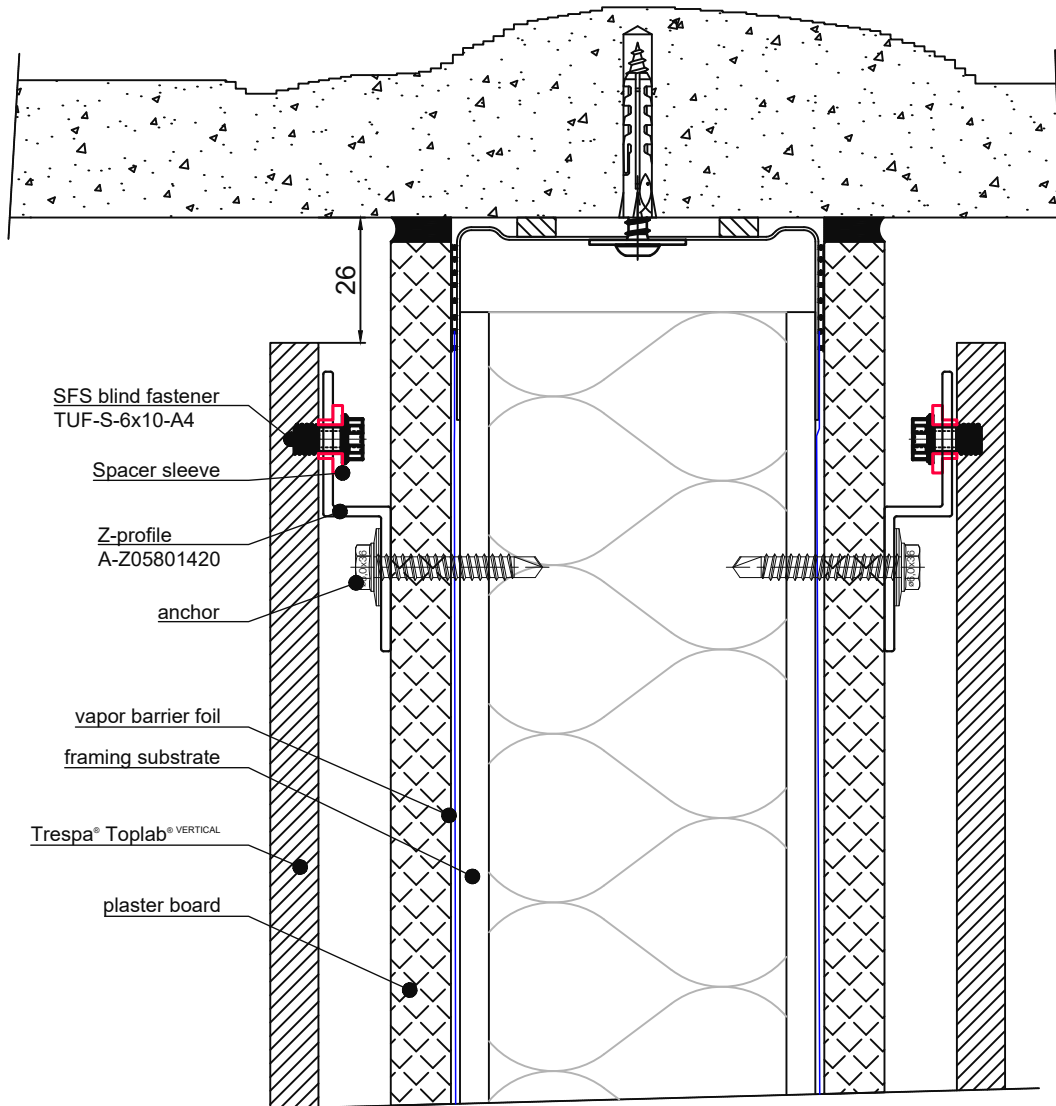 26
SFS blind fastener
TUF-S-6x10-A4
Spacer sleeve
Z-profile
A-Z05801420
anchor
vapor barrier foil
framing substrate
Trespa® Toplab® VERTICAL
plaster board